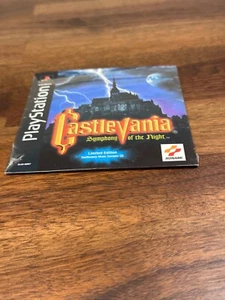 PlayStation
Castlevania
Symphony of the Night
Limited Edition
KONAMI